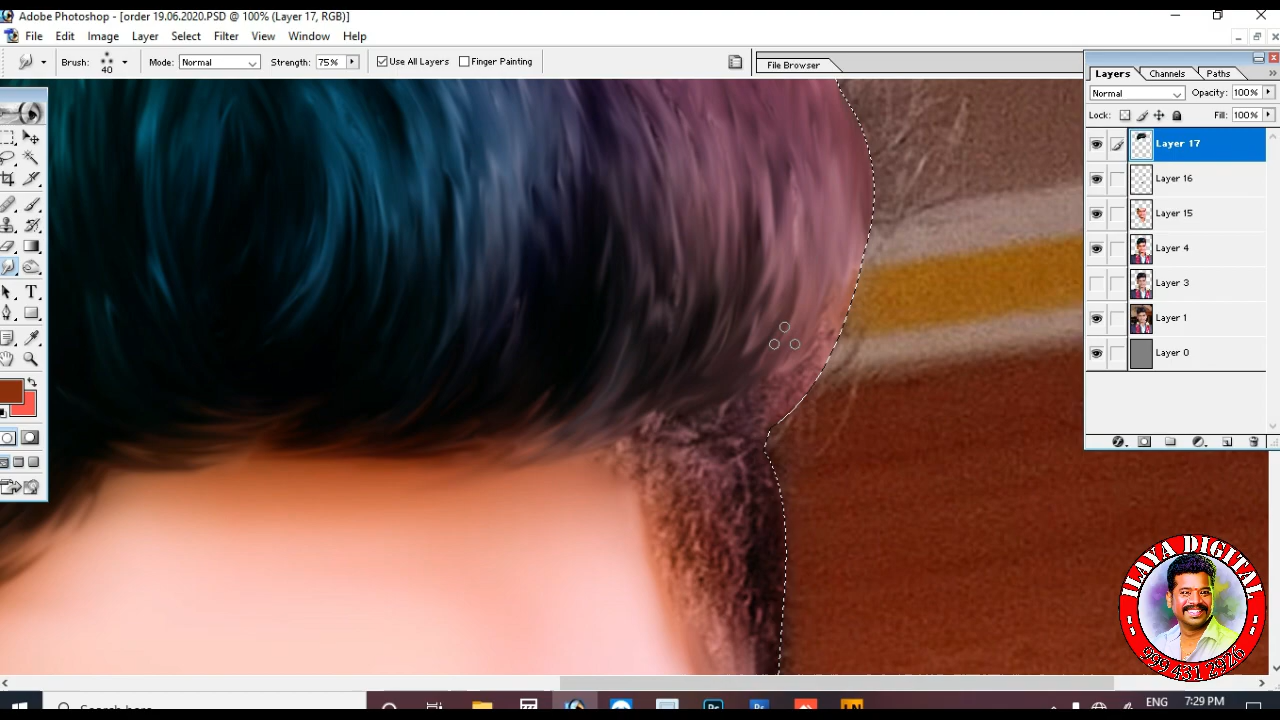 Adobe Photoshop - [order 19.06.2020.PSD @ 100% (Layer 17, RGB)]
File Edit Image Layer Select Filter View Window Help
Brush: 40 Mode: Normal Strength: 75% Use All Layers Finger Painting
File Browser
Layers Channels Paths
Normal Opacity: 100%
Lock: Fill: 100%
Layer 17
Layer 16
Layer 15
Layer 4
Layer 3
Layer 1
Layer 0
ILAYA DIGITAL
999 431 2926
ENG 7:29 PM